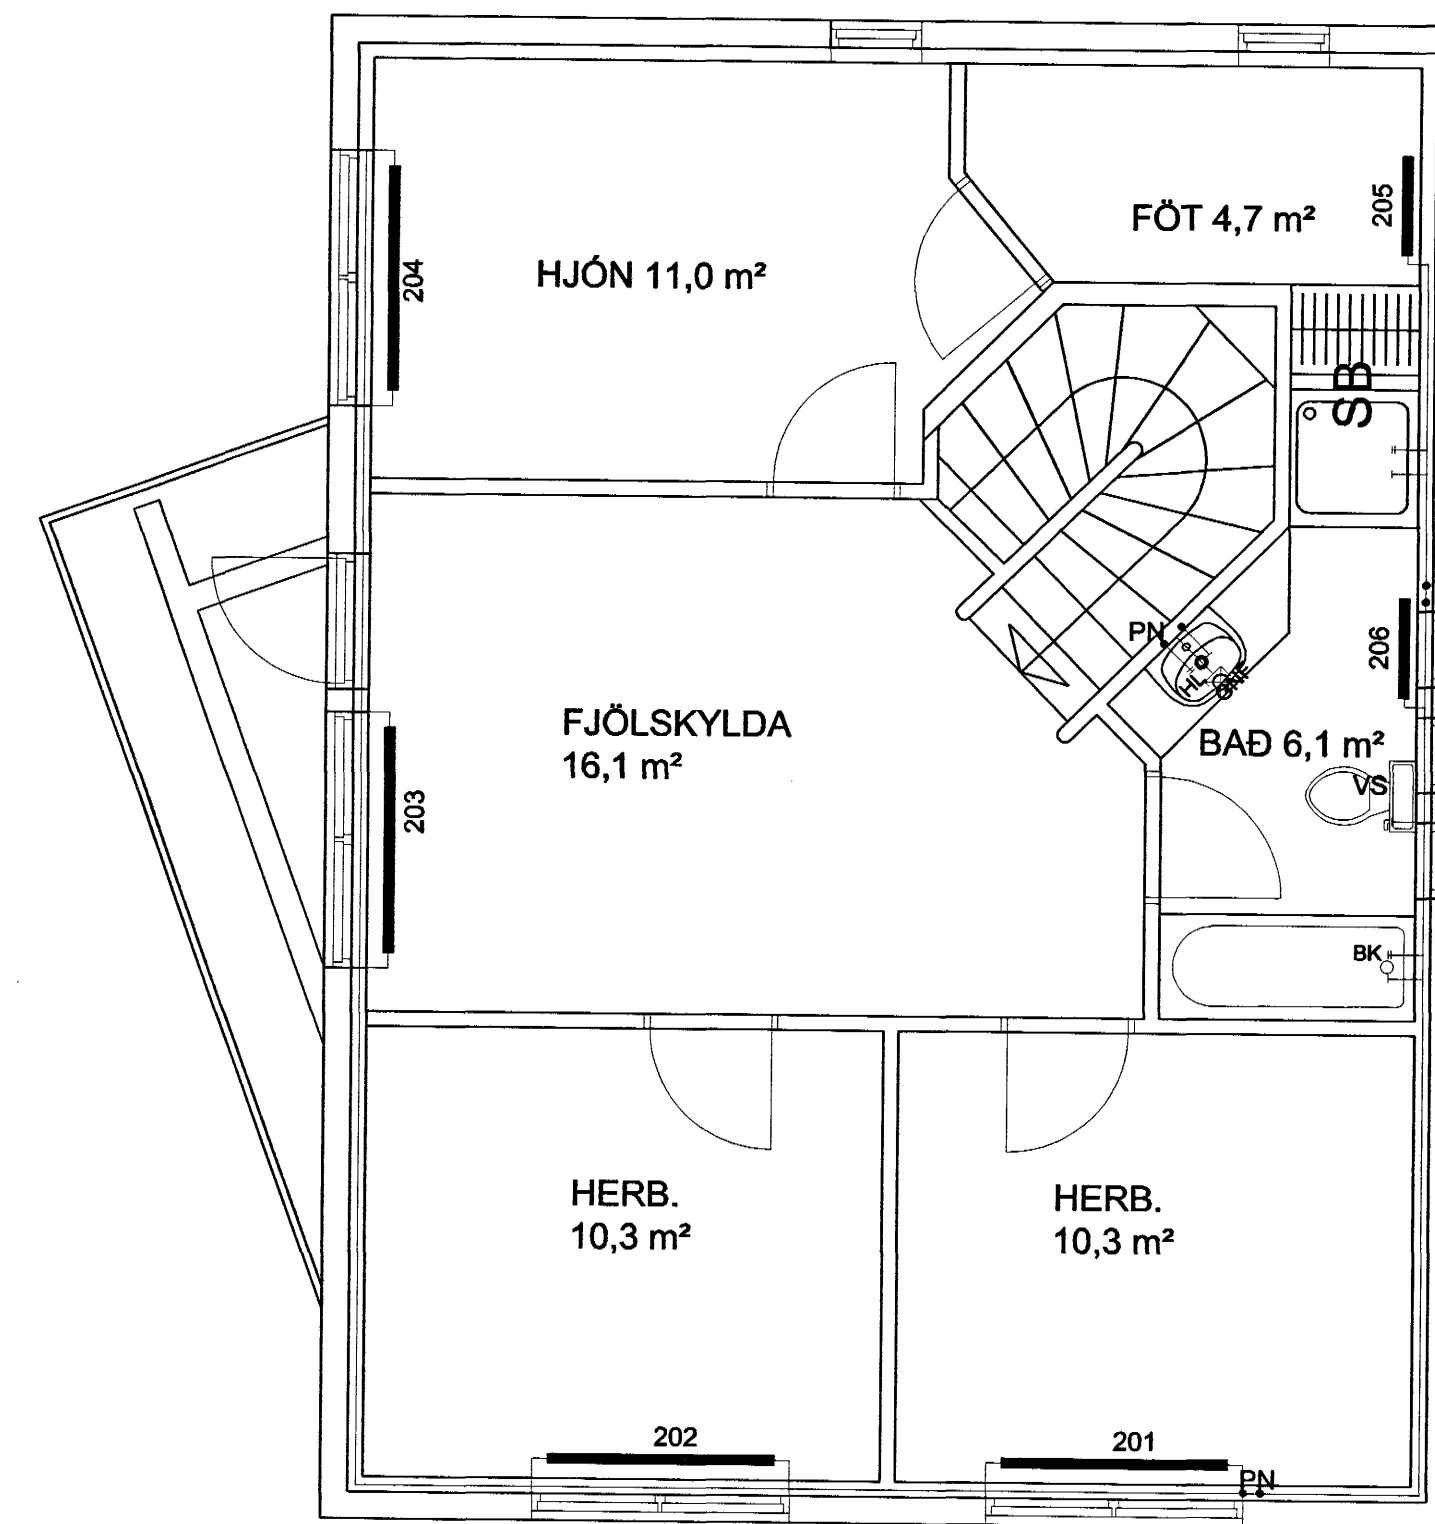 FÖT 4,7 m²
205
HJÓN 11,0 m²
204
SB
PN
HL
GNF
206
FJÖLSKYLDA
16,1 m²
BAÐ 6,1 m²
VS
203
BK
HERB.
10,3 m²
HERB.
10,3 m²
202
201
PN